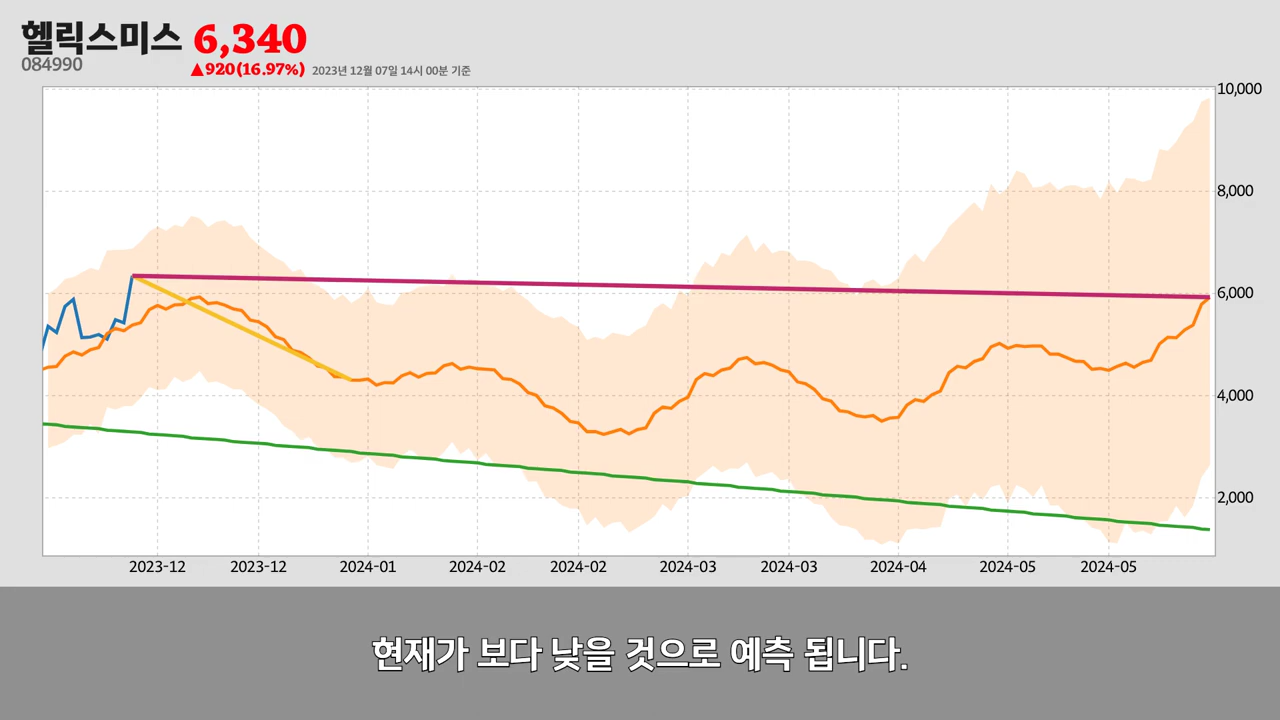 헬릭스미스 6,340
084990
▲920(16.97%) 2023년 12월 07일 14시 00분 기준
10,000
8,000
6,000
4,000
2,000
2023-12 2023-12 2024-01 2024-02 2024-02 2024-03 2024-03 2024-04 2024-05 2024-05
현재가 보다 낮을 것으로 예측 됩니다.